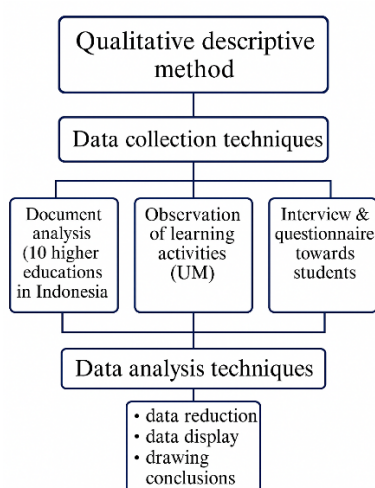 Qualitative descriptive
method
Data collection techniques
Document
analysis
(10 higher
educations
in Indonesia
Observation
of learning
activities
(UM)
Interview &
questionnaire
towards
students
Data analysis techniques
• data reduction
• data display
• drawing
conclusions